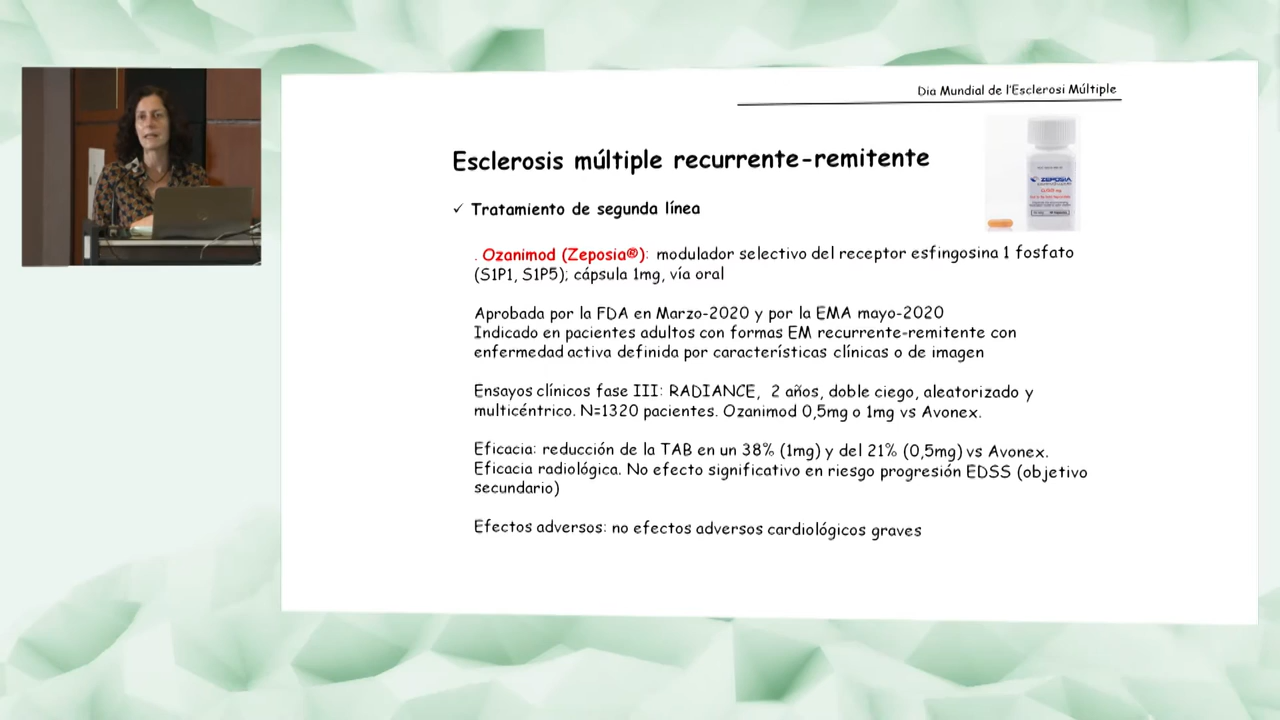 Dia Mundial de l'Esclerosi Múltiple
Esclerosis múltiple recurrente-remitente
✓ Tratamiento de segunda línea
ZEPOSIA
. Ozanimod (Zeposia®): modulador selectivo del receptor esfingosina 1 fosfato
(S1P1, S1P5); cápsula 1mg, vía oral
Aprobada por la FDA en Marzo-2020 y por la EMA mayo-2020
Indicado en pacientes adultos con formas EM recurrente-remitente con
enfermedad activa definida por características clínicas o de imagen
Ensayos clínicos fase III: RADIANCE, 2 años, doble ciego, aleatorizado y
multicéntrico. N=1320 pacientes. Ozanimod 0,5mg o 1mg vs Avonex.
Eficacia: reducción de la TAB en un 38% (1mg) y del 21% (0,5mg) vs Avonex.
Eficacia radiológica. No efecto significativo en riesgo progresión EDSS (objetivo
secundario)
Efectos adversos: no efectos adversos cardiológicos graves